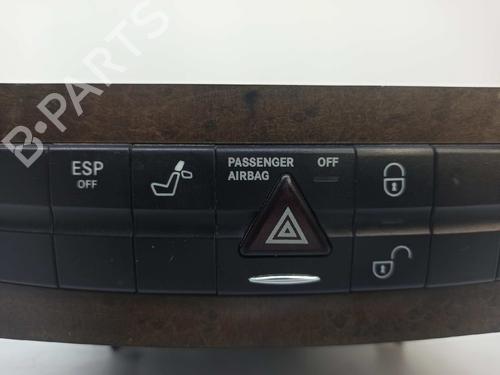 B-PARTS
ESP
OFF
PASSENGER OFF
AIRBAG